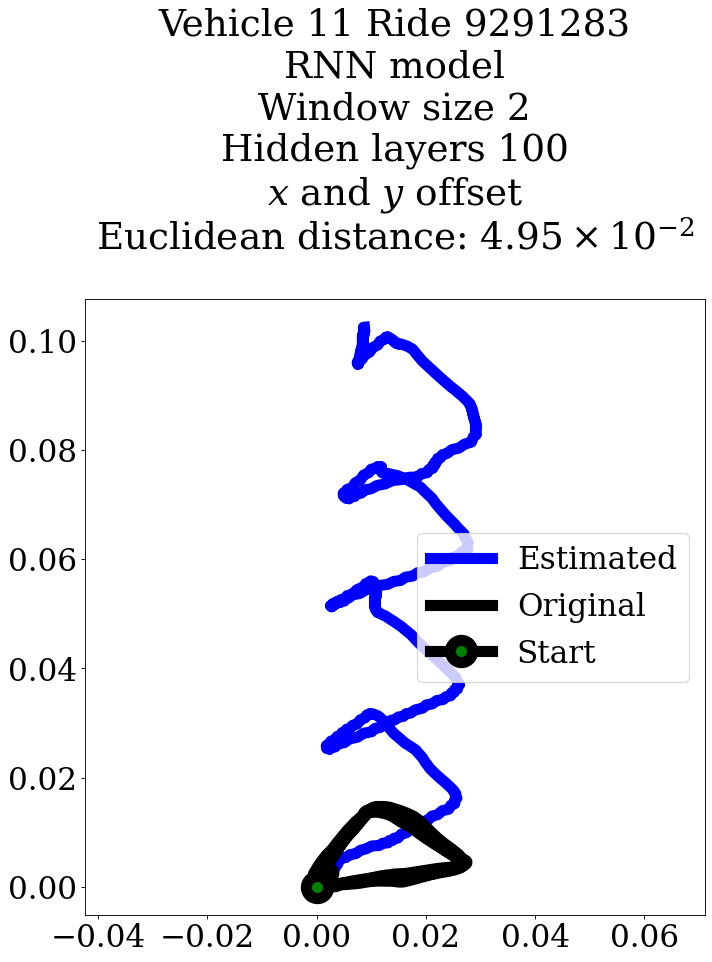 Vehicle 11 Ride 9291283
RNN model
Window size 2
Hidden layers 100
x and y offset
Euclidean distance: 4.95 × 10⁻²
0.10
0.08
0.06
0.04
0.02
0.00
Estimated
Original
Start
−0.04 −0.02 0.00 0.02 0.04 0.06